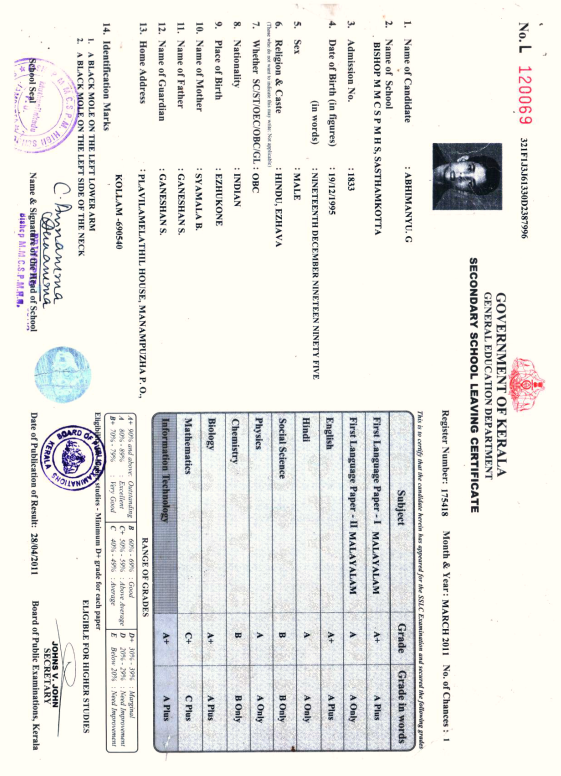 No. L 120069 321F1J3J6J1330D2387996
GOVERNMENT OF KERALA
GENERAL EDUCATION DEPARTMENT
SECONDARY SCHOOL LEAVING CERTIFICATE
1. Name of Candidate : ABHIMANYU. G
2. Name of School
BISHOP M M C S P M H S, SASTHAMKOTTA
3. Admission No. : 1833
4. Date of Birth (in figures) : 19/12/1995
(in words) : NINETEENTH DECEMBER NINETEEN NINETY FIVE
5. Sex : MALE
6. Religion & Caste : HINDU, EZHAVA
(Those who do not want to indicate this may write: Not applicable)
7. Whether SC/ST/OEC/OBC/GL : OBC
8. Nationality : INDIAN
9. Place of Birth : EZHUKONE
10. Name of Mother : SYAMALA B.
11. Name of Father : GANESHAN S.
12. Name of Guardian : GANESHAN S.
13. Home Address : PLAVILAMELATHIL HOUSE, MANAMPUZHA P. O.,
KOLLAM -690540
14. Identification Marks
1. A BLACK MOLE ON THE LEFT LOWER ARM
2. A BLACK MOLE ON THE LEFT SIDE OF THE NECK
School Seal
Name & Signature of the Head of School
Bishop M.M.C.S.P.M.H.S.
Register Number: 175418 Month & Year: MARCH 2011 No. of Chances : 1
This is to certify that the candidate herein has appeared for the SSLC Examination and secured the following grades
Subject Grade Grade in words
First Language Paper - I MALAYALAM A+ A Plus
First Language Paper - II MALAYALAM A A Only
English A+ A Plus
Hindi A A Only
Social Science B B Only
Physics A A Only
Chemistry B B Only
Biology A+ A Plus
Mathematics C+ C Plus
Information Technology A+ A Plus
RANGE OF GRADES
A+ 90% and above: Outstanding B 60% - 69% : Good D+ 30% - 39% : Marginal
A 80% - 89% : Excellent C+ 50% - 59% : Above Average D 20% - 29% : Need Improvement
B+ 70% - 79% : Very Good C 40% - 49% : Average E Below 20% : Need Improvement
studies - Minimum D+ grade for each paper
ELIGIBLE FOR HIGHER STUDIES
BOARD OF PUBLIC EXAMINATIONS
KERALA
JOHNS V. JOHN
SECRETARY
Date of Publication of Result: 28/04/2011 Board of Public Examinations, Kerala